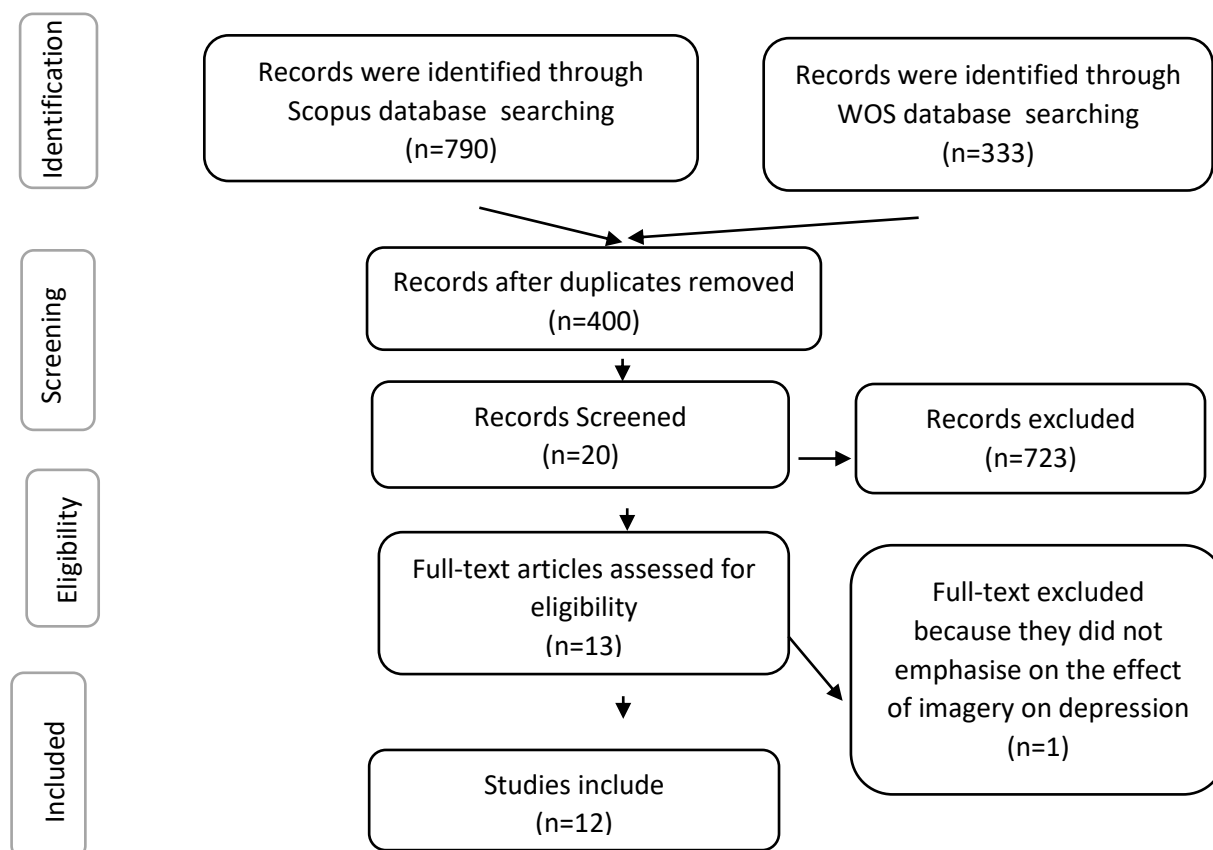 Identification
Records were identified through
Scopus database searching
(n=790)
Records were identified through
WOS database searching
(n=333)
Screening
Records after duplicates removed
(n=400)
Records Screened
(n=20)
Records excluded
(n=723)
Eligibility
Full-text articles assessed for
eligibility
(n=13)
Full-text excluded
because they did not
emphasise on the effect
of imagery on depression
(n=1)
Included
Studies include
(n=12)